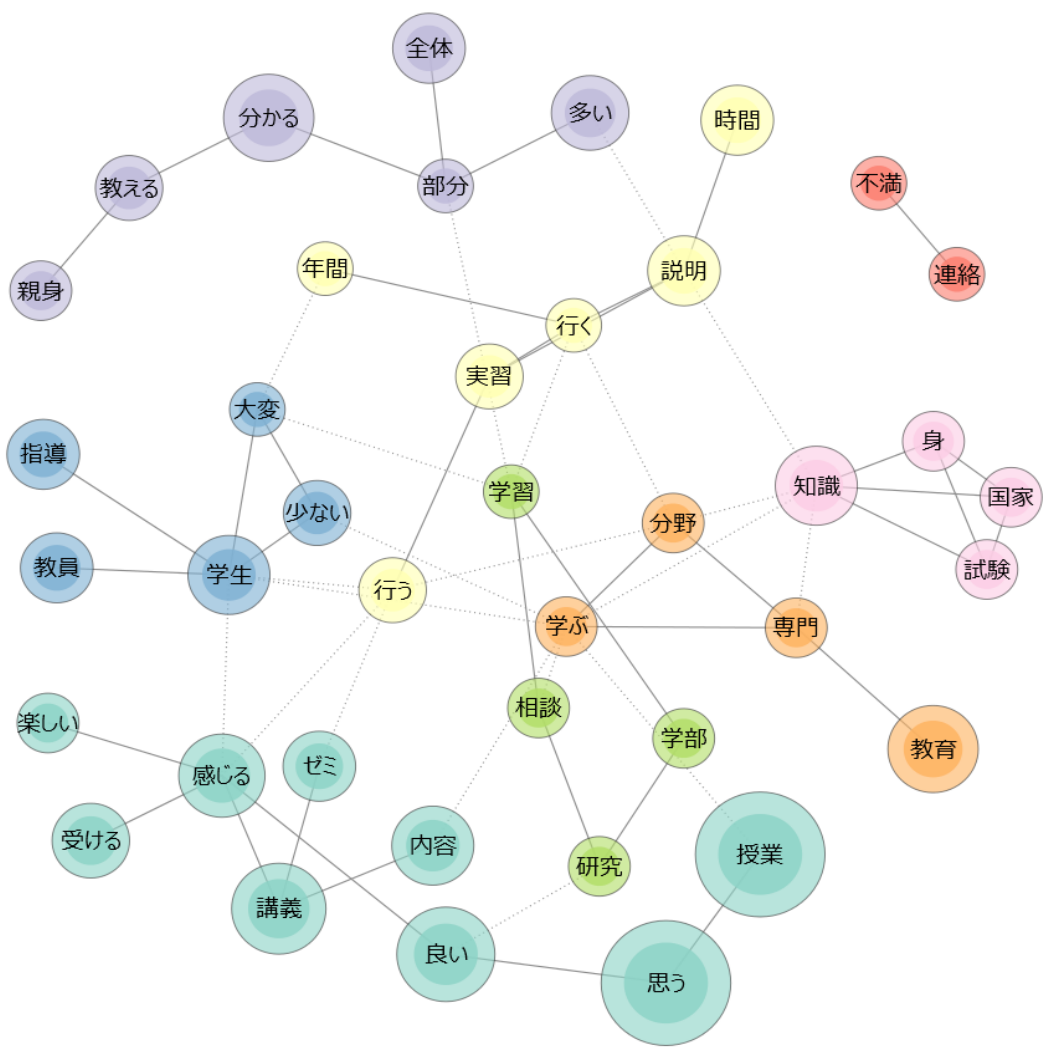 全体
分かる
多い
時間
教える
部分
不満
親身
年間
説明
連絡
行く
実習
大変
指導
身
学習
知識
国家
少ない
分野
教員
学生
行う
試験
学ぶ
専門
楽しい
相談
学部
教育
感じる
ゼミ
受ける
内容
授業
研究
講義
良い
思う